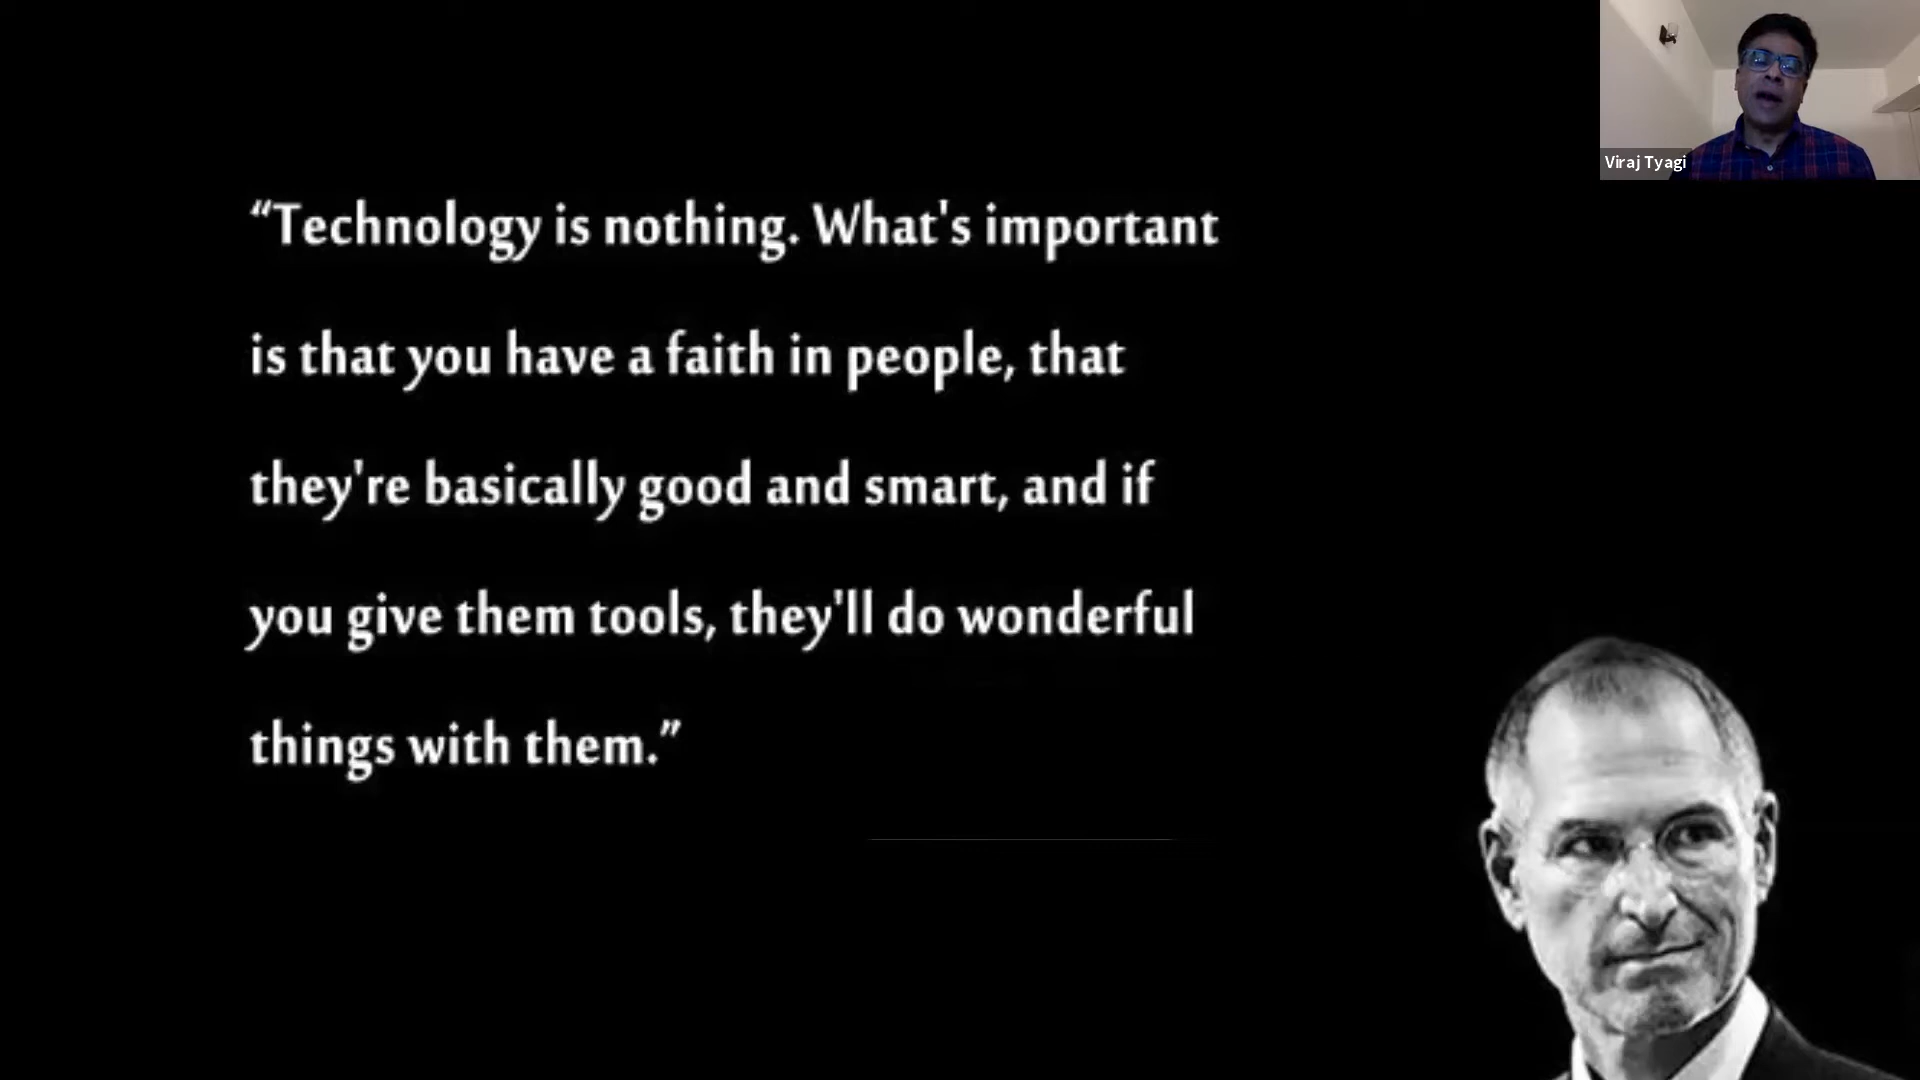 Viraj Tyagi
“Technology is nothing. What's important
is that you have a faith in people, that
they're basically good and smart, and if
you give them tools, they'll do wonderful
things with them.”